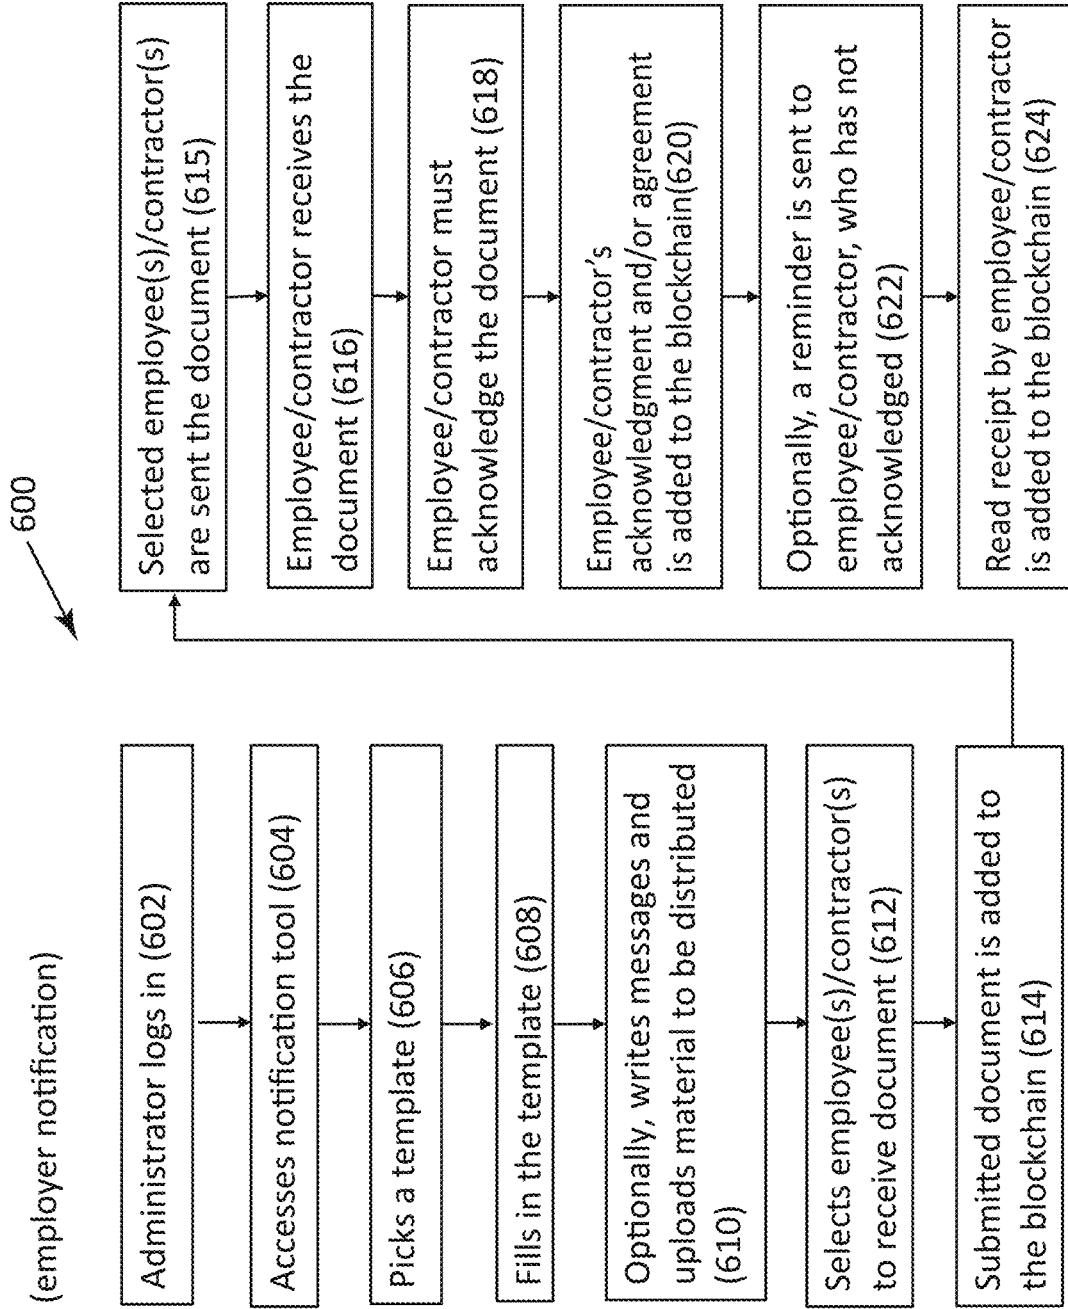 600
(employer notification)
Administrator logs in (602)
Accesses notification tool (604)
Picks a template (606)
Fills in the template (608)
Optionally, writes messages and
uploads material to be distributed
(610)
Selects employee(s)/contractor(s)
to receive document (612)
Submitted document is added to
the blockchain (614)
Selected employee(s)/contractor(s)
are sent the document (615)
Employee/contractor receives the
document (616)
Employee/contractor must
acknowledge the document (618)
Employee/contractor’s
acknowledgment and/or agreement
is added to the blockchain(620)
Optionally, a reminder is sent to
employee/contractor, who has not
acknowledged (622)
Read receipt by employee/contractor
is added to the blockchain (624)